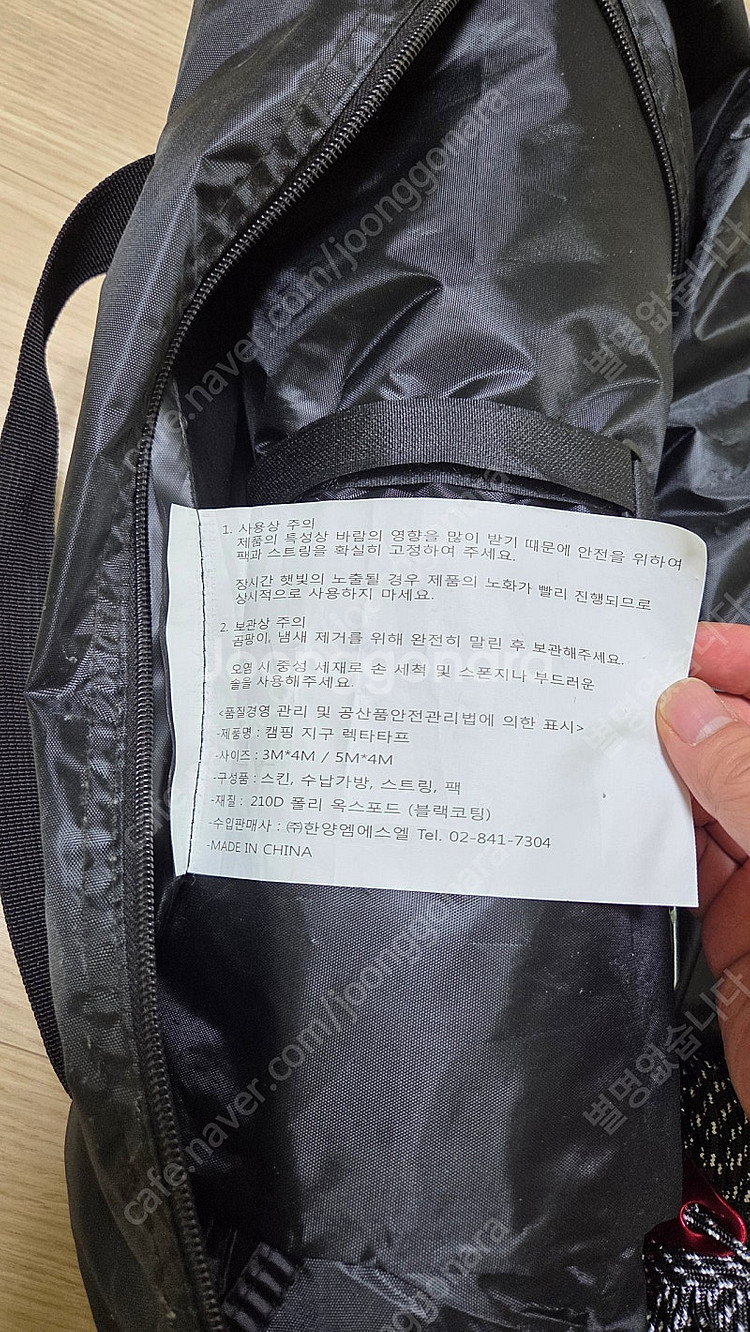 1. 사용상 주의
제품의 특성상 바람의 영향을 많이 받기 때문에 안전을 위하여
팩과 스트링을 확실히 고정하여 주세요.
장시간 햇빛의 노출될 경우 제품의 노화가 빨리 진행되므로
상시적으로 사용하지 마세요.
2. 보관상 주의
곰팡이, 냄새 제거를 위해 완전히 말린 후 보관해주세요.
오염 시 중성 세재로 손 세척 및 스폰지나 부드러운
솔을 사용해주세요.
<품질경영 관리 및 공산품안전관리법에 의한 표시>
-제품명 : 캠핑 지구 렉타타프
-사이즈 : 3M*4M / 5M*4M
-구성품 : 스킨, 수납가방, 스트링, 팩
-재질 : 210D 폴리 옥스포드 (블랙코팅)
-수입판매사 : ㈜한양엠에스엘 Tel. 02-841-7304
-MADE IN CHINA
cafe.naver.com/joonggonara
별명없습니다
cafe.naver.com/joonggonara
별명없습니다
Joonggonara